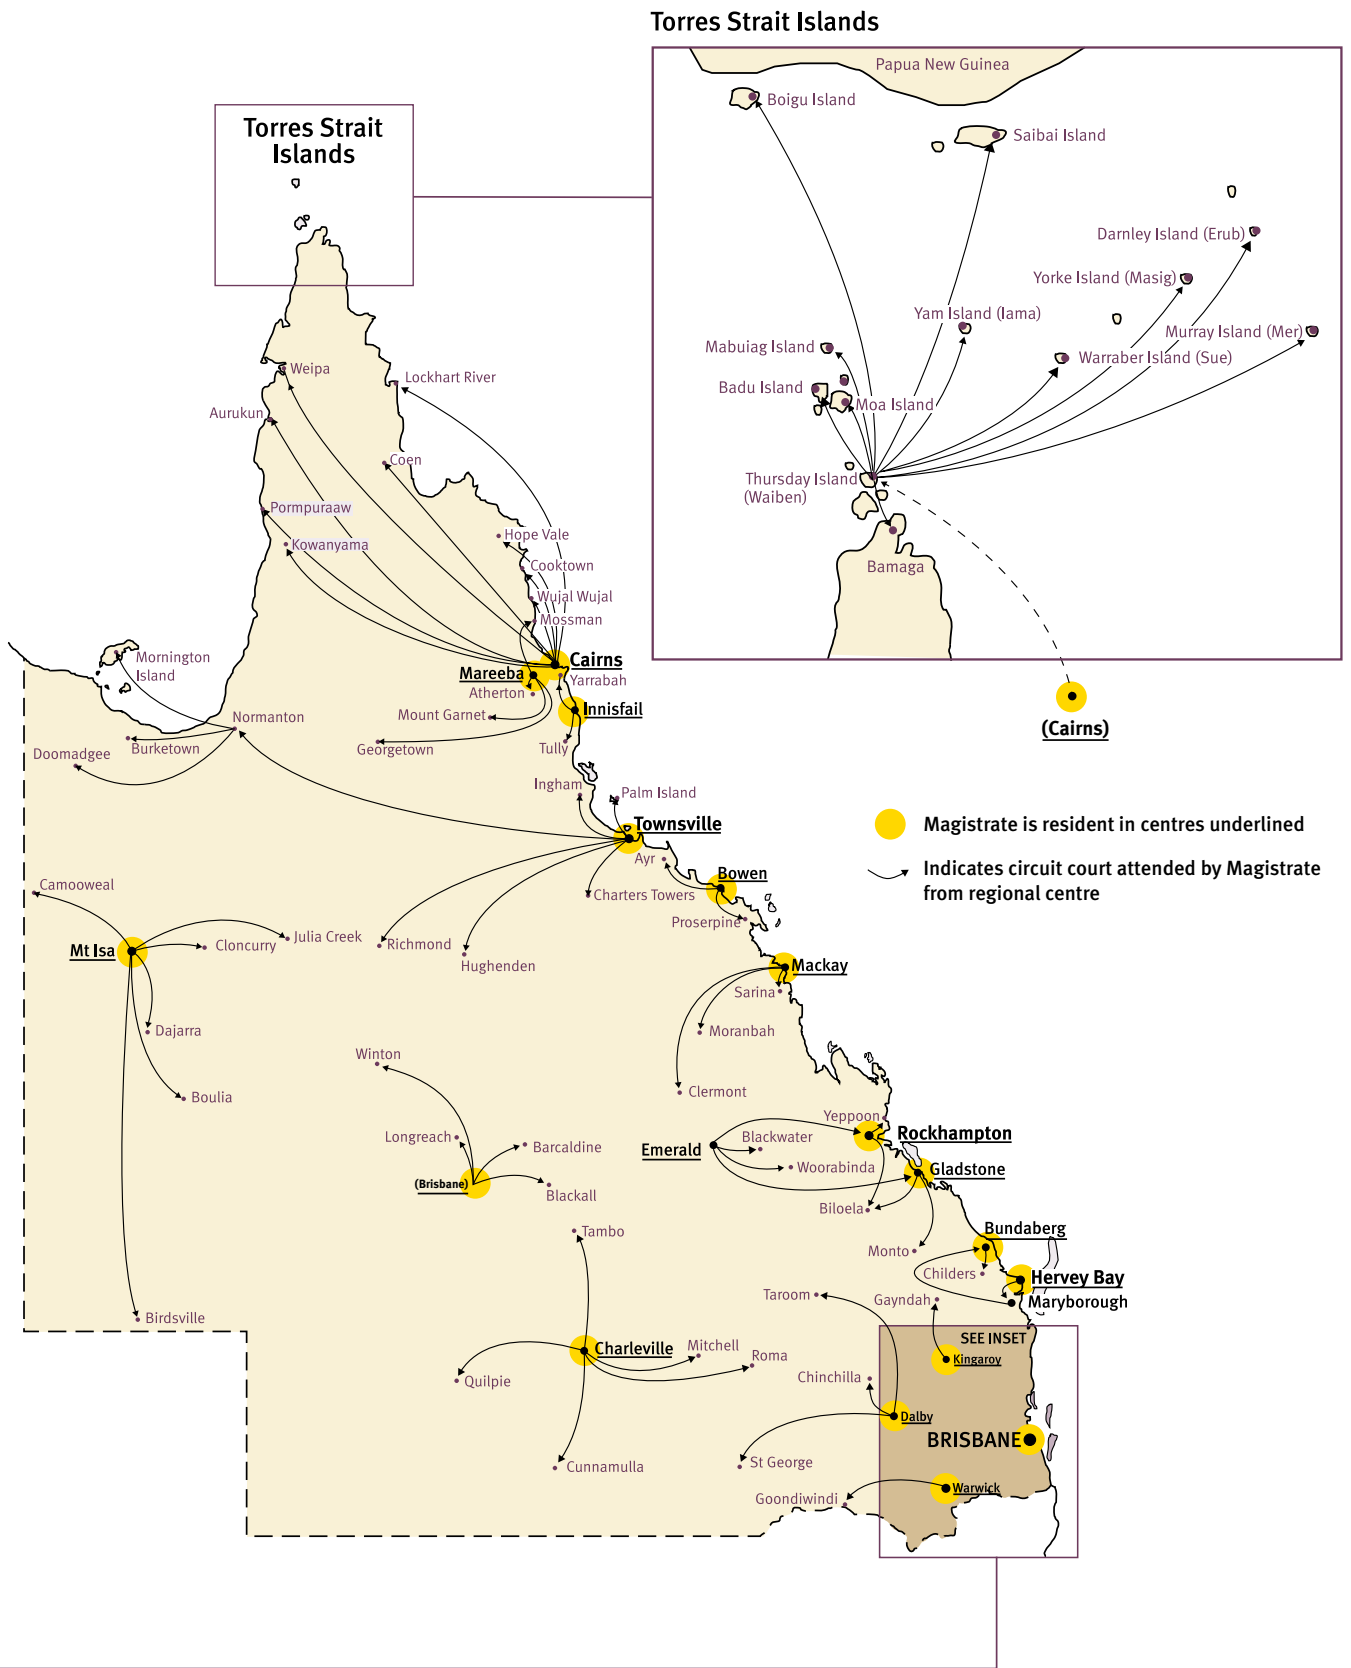 Torres Strait Islands
Papua New Guinea
Boigu Island
Saibai Island
Darnley Island (Erub)
Yorke Island (Masig)
Yam Island (Iama)
Murray Island (Mer)
Mabuiag Island
Warraber Island (Sue)
Badu Island
Moa Island
Thursday Island
(Waiben)
Bamaga
(Cairns)
Torres Strait
Islands
Weipa
Lockhart River
Aurukun
Coen
Pormpuraaw
Hope Vale
Kowanyama
Cooktown
Wujal Wujal
Mossman
Mornington
Island
Cairns
Mareeba
Yarrabah
Atherton
Mount Garnet
Innisfail
Normanton
Burketown
Doomadgee
Georgetown
Tully
Ingham
Palm Island
Townsville
Magistrate is resident in centres underlined
Indicates circuit court attended by Magistrate
from regional centre
Ayr
Bowen
Camooweal
Charters Towers
Proserpine
Julia Creek
Cloncurry
Richmond
Mt Isa
Hughenden
Mackay
Sarina
Dajarra
Moranbah
Winton
Boulia
Clermont
Yeppoon
Rockhampton
Longreach
Barcaldine
Emerald
Blackwater
Woorabinda
Gladstone
(Brisbane)
Blackall
Biloela
Tambo
Bundaberg
Monto
Childers
Hervey Bay
Taroom
Gayndah
Maryborough
Birdsville
SEE INSET
Charleville
Mitchell
Roma
Kingaroy
Quilpie
Chinchilla
Dalby
BRISBANE
Cunnamulla
St George
Warwick
Goondiwindi